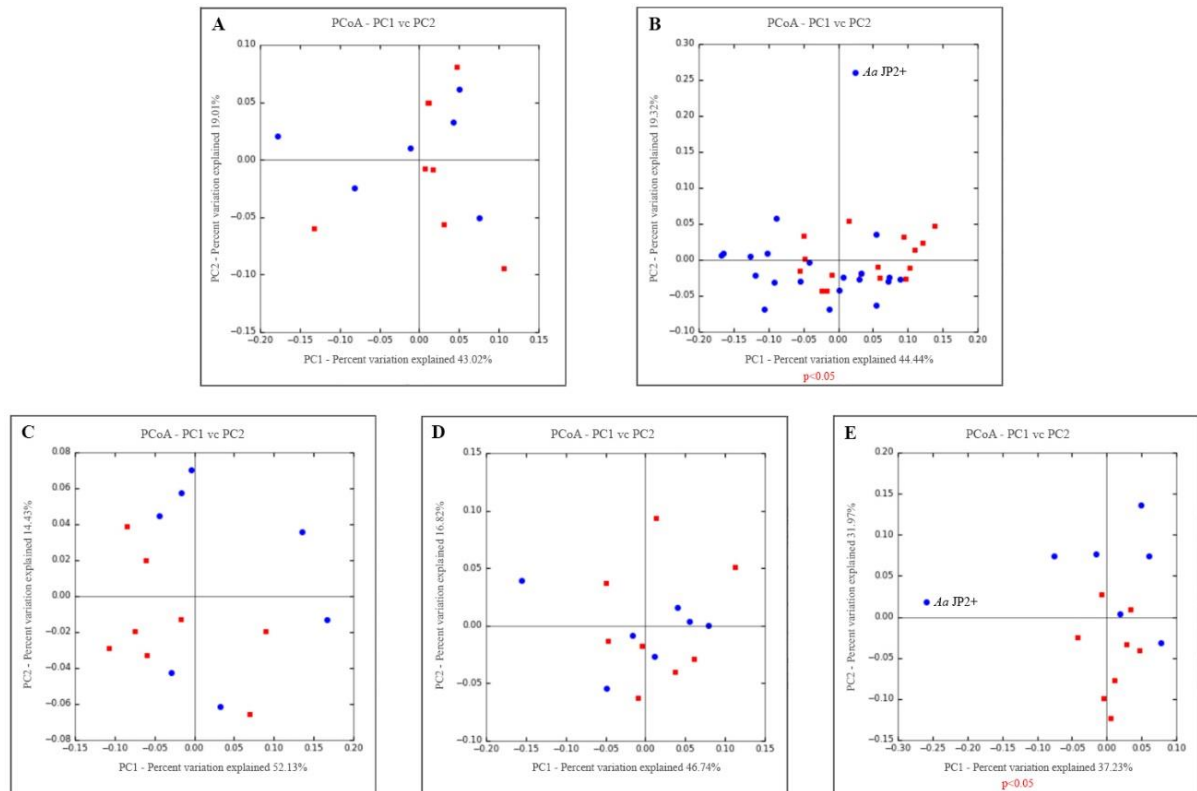 A
PCoA - PC1 vc PC2
PC2 - Percent variation explained 19.01%
0.10
0.05
0.00
−0.05
−0.10
−0.15
−0.20 −0.15 −0.10 −0.05 0.00 0.05 0.10 0.15
PC1 - Percent variation explained 43.02%
B
PCoA - PC1 vc PC2
PC2 - Percent variation explained 19.32%
0.30
0.25
0.20
0.15
0.10
0.05
0.00
−0.05
−0.10
Aa JP2+
−0.20 −0.15 −0.10 −0.05 0.00 0.05 0.10 0.15
PC1 - Percent variation explained 44.44%
p<0.05
C
PCoA - PC1 vc PC2
PC2 - Percent variation explained 14.43%
0.08
0.06
0.04
0.02
0.00
−0.02
−0.04
−0.06
−0.08
−0.15 −0.10 −0.05 0.00 0.05 0.10 0.15 0.20
PC1 - Percent variation explained 52.13%
D
PCoA - PC1 vc PC2
PC2 - Percent variation explained 16.82%
0.15
0.10
0.05
0.00
−0.05
−0.10
−0.20 −0.15 −0.10 −0.05 0.00 0.05 0.10 0.15
PC1 - Percent variation explained 46.74%
E
PCoA - PC1 vc PC2
PC2 - Percent variation explained 31.97%
0.20
0.15
0.10
0.05
0.00
−0.05
−0.10
−0.15
Aa JP2+
−0.30 −0.25 −0.20 −0.15 −0.10 −0.05 0.00 0.05 0.10
PC1 - Percent variation explained 37.23%
p<0.05